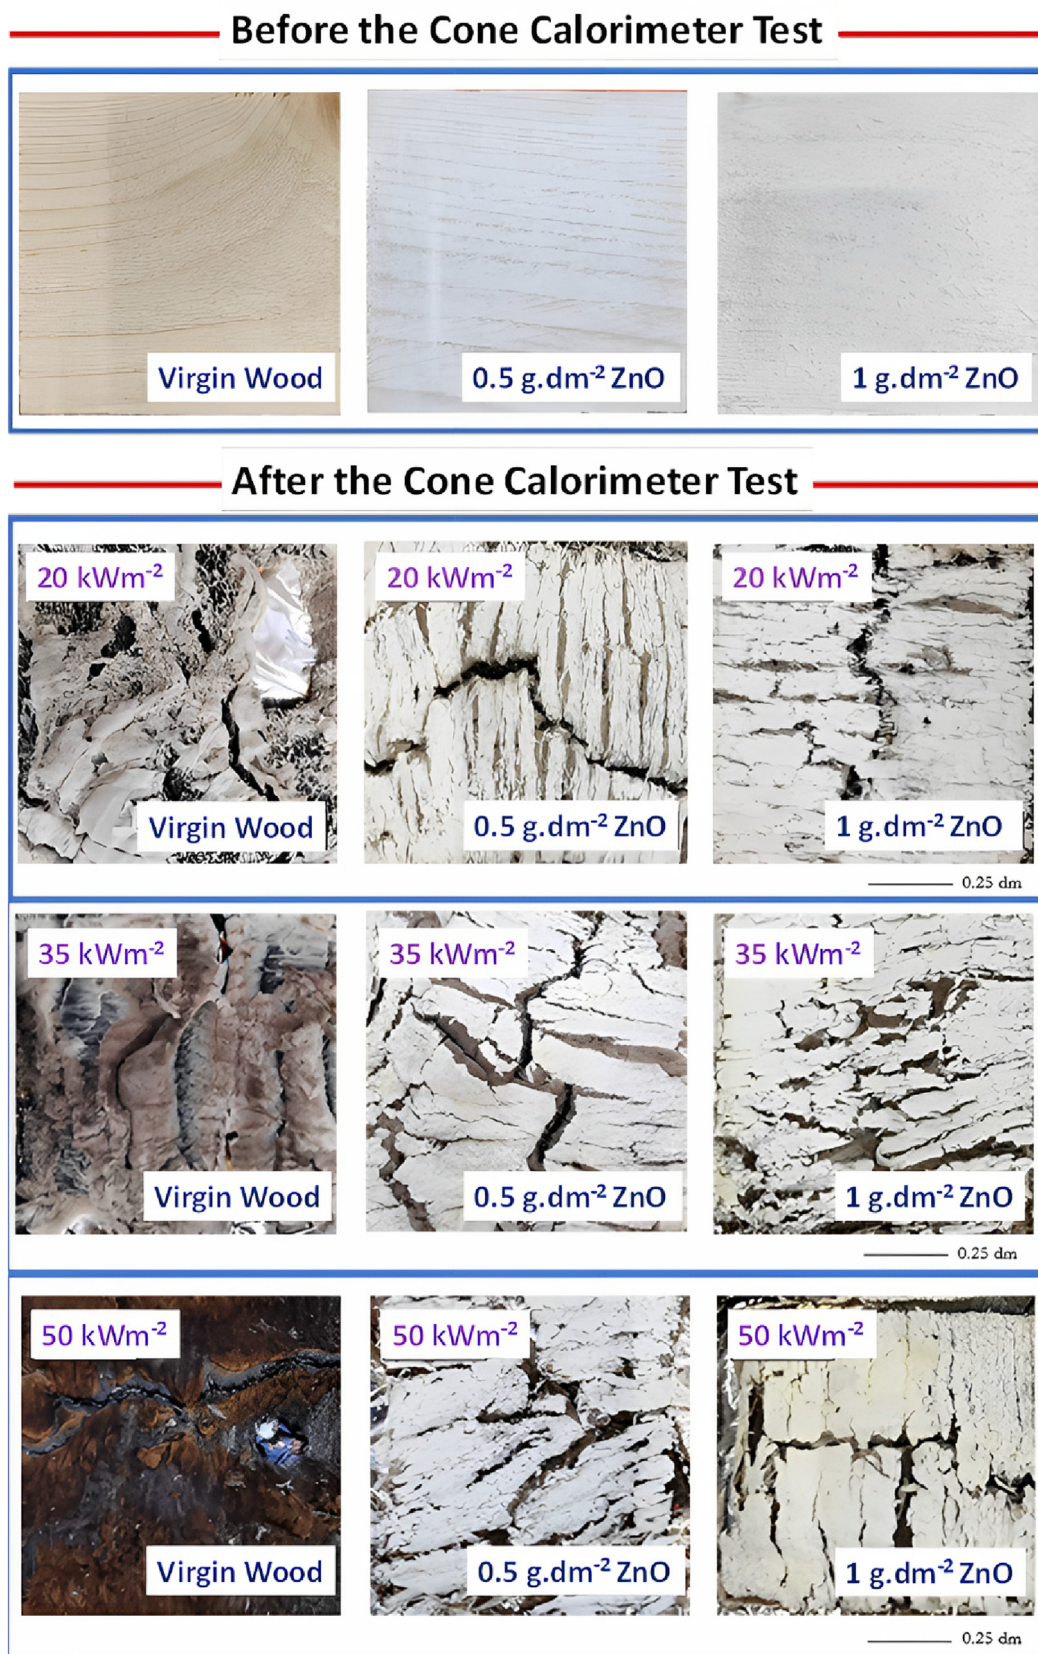 Before the Cone Calorimeter Test
Virgin Wood
0.5 g.dm⁻² ZnO
1 g.dm⁻² ZnO
After the Cone Calorimeter Test
20 kWm⁻²
20 kWm⁻²
20 kWm⁻²
Virgin Wood
0.5 g.dm⁻² ZnO
1 g.dm⁻² ZnO
0.25 dm
35 kWm⁻²
35 kWm⁻²
35 kWm⁻²
Virgin Wood
0.5 g.dm⁻² ZnO
1 g.dm⁻² ZnO
0.25 dm
50 kWm⁻²
50 kWm⁻²
50 kWm⁻²
Virgin Wood
0.5 g.dm⁻² ZnO
1 g.dm⁻² ZnO
0.25 dm